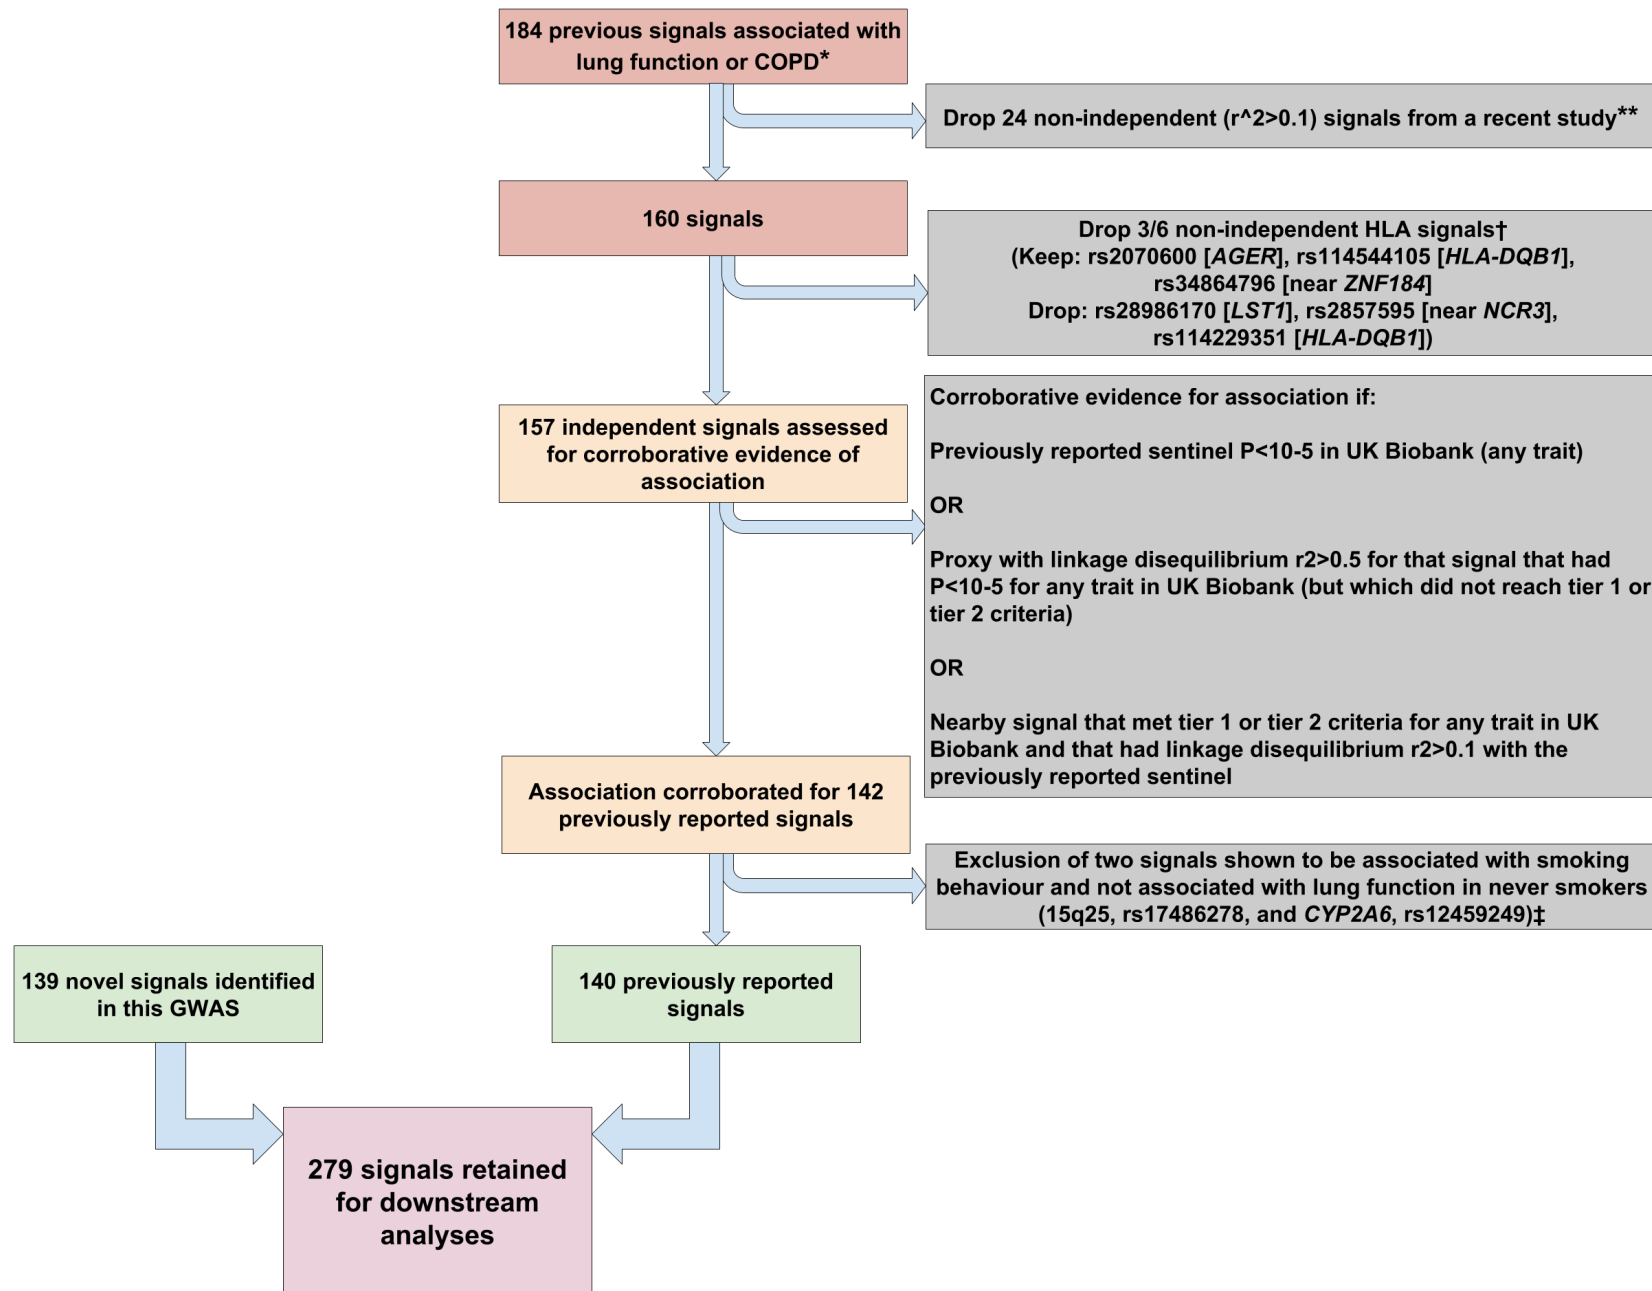 184 previous signals associated with
lung function or COPD*
Drop 24 non-independent (r^2>0.1) signals from a recent study**
160 signals
Drop 3/6 non-independent HLA signals†
(Keep: rs2070600 [AGER], rs114544105 [HLA-DQB1],
rs34864796 [near ZNF184]
Drop: rs28986170 [LST1], rs2857595 [near NCR3],
rs114229351 [HLA-DQB1])
157 independent signals assessed
for corroborative evidence of
association
Corroborative evidence for association if:
Previously reported sentinel P<10-5 in UK Biobank (any trait)
OR
Proxy with linkage disequilibrium r2>0.5 for that signal that had
P<10-5 for any trait in UK Biobank (but which did not reach tier 1 or
tier 2 criteria)
OR
Nearby signal that met tier 1 or tier 2 criteria for any trait in UK
Biobank and that had linkage disequilibrium r2>0.1 with the
previously reported sentinel
Association corroborated for 142
previously reported signals
Exclusion of two signals shown to be associated with smoking
behaviour and not associated with lung function in never smokers
(15q25, rs17486278, and CYP2A6, rs12459249)‡
139 novel signals identified
in this GWAS
140 previously reported
signals
279 signals retained
for downstream
analyses